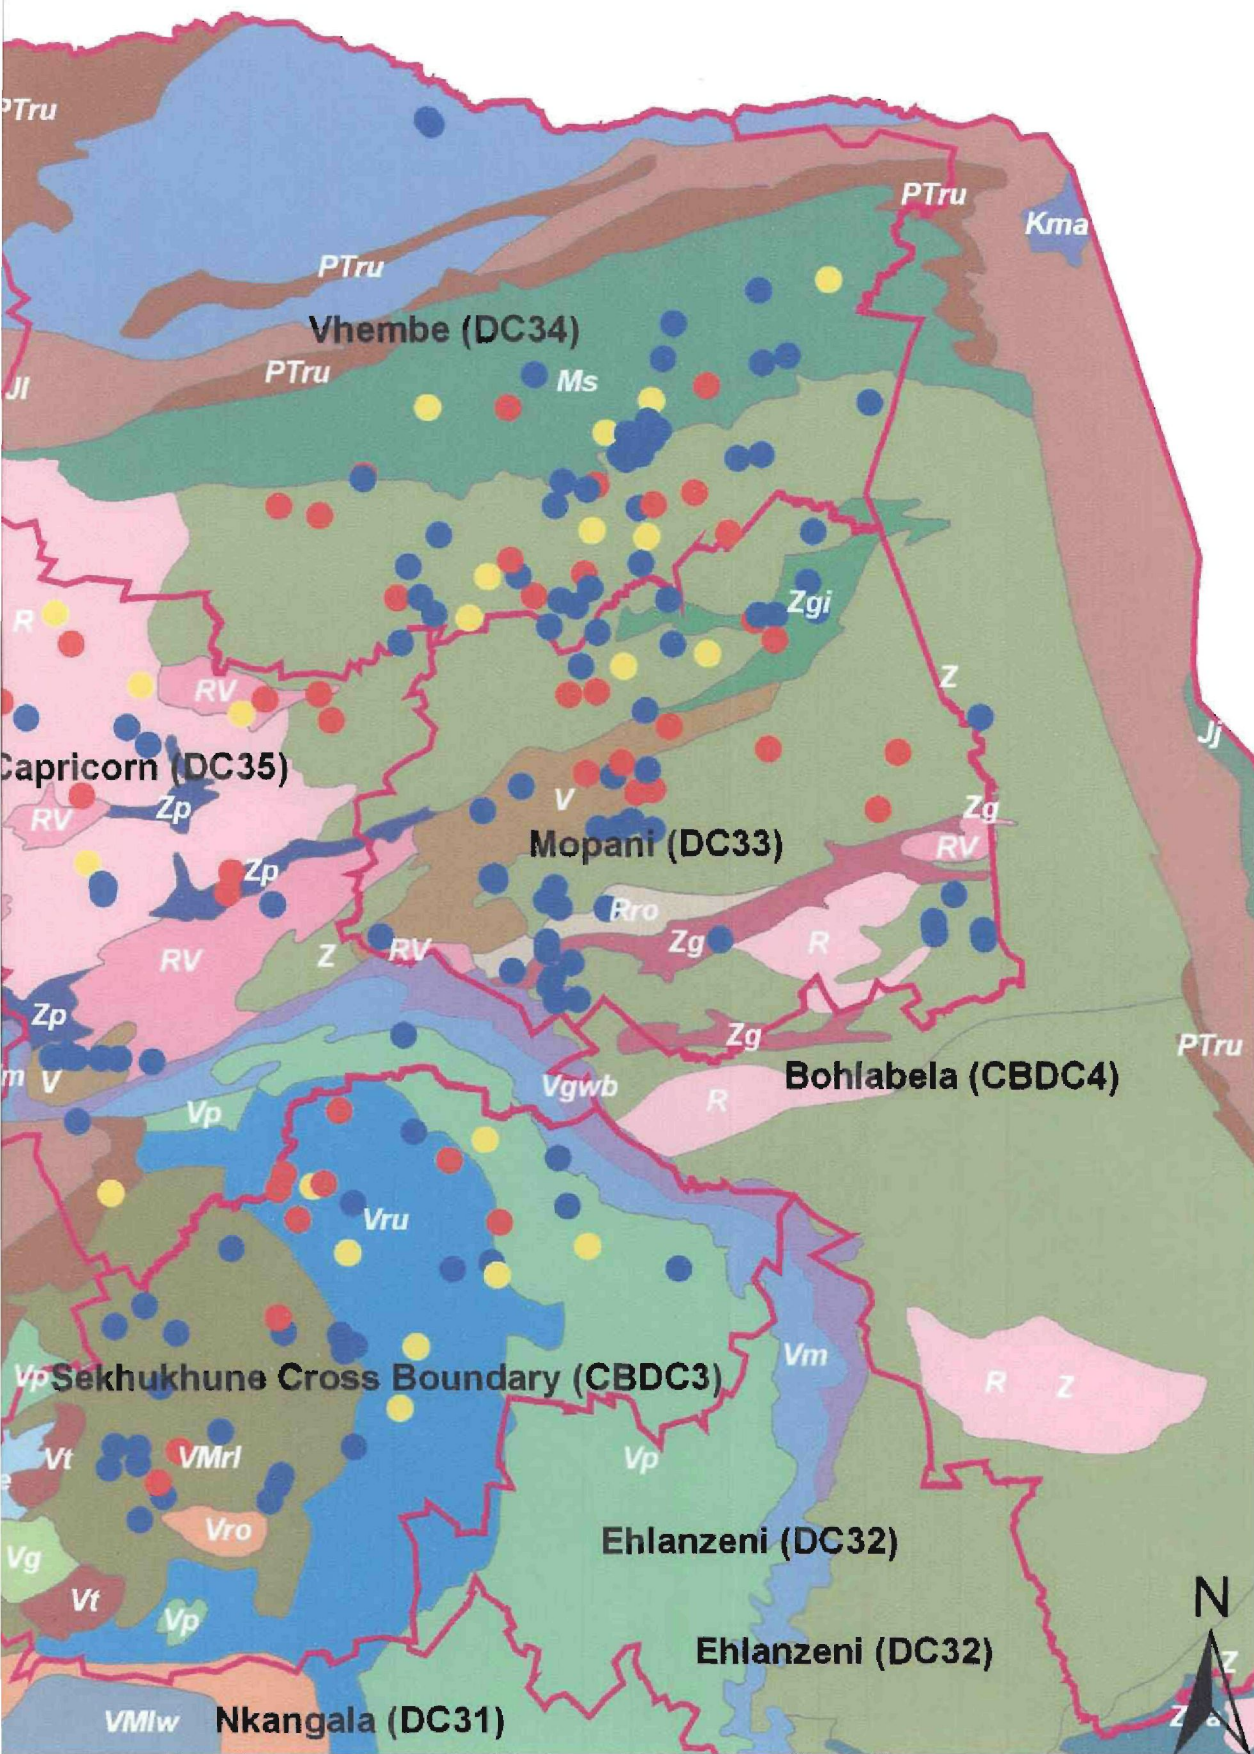 PTru
PTru
Kma
PTru
Vhembe (DC34)
PTru
Ms
Jl
Zgi
R
Z
RV
Jj
Capricorn (DC35)
V
Zp
Zg
RV
Mopani (DC33)
RV
Zp
Rro
Zg
R
RV
Z
RV
Zp
Zg
PTru
m
V
Bohlabela (CBDC4)
Vgwb
R
Vp
Vru
Vm
Vp
Sekhukhune Cross Boundary (CBDC3)
R
Z
Vt
VMrl
Vp
e
Vro
Ehlanzeni (DC32)
Vg
Vt
N
Vp
Ehlanzeni (DC32)
Z
VMlw
Nkangala (DC31)